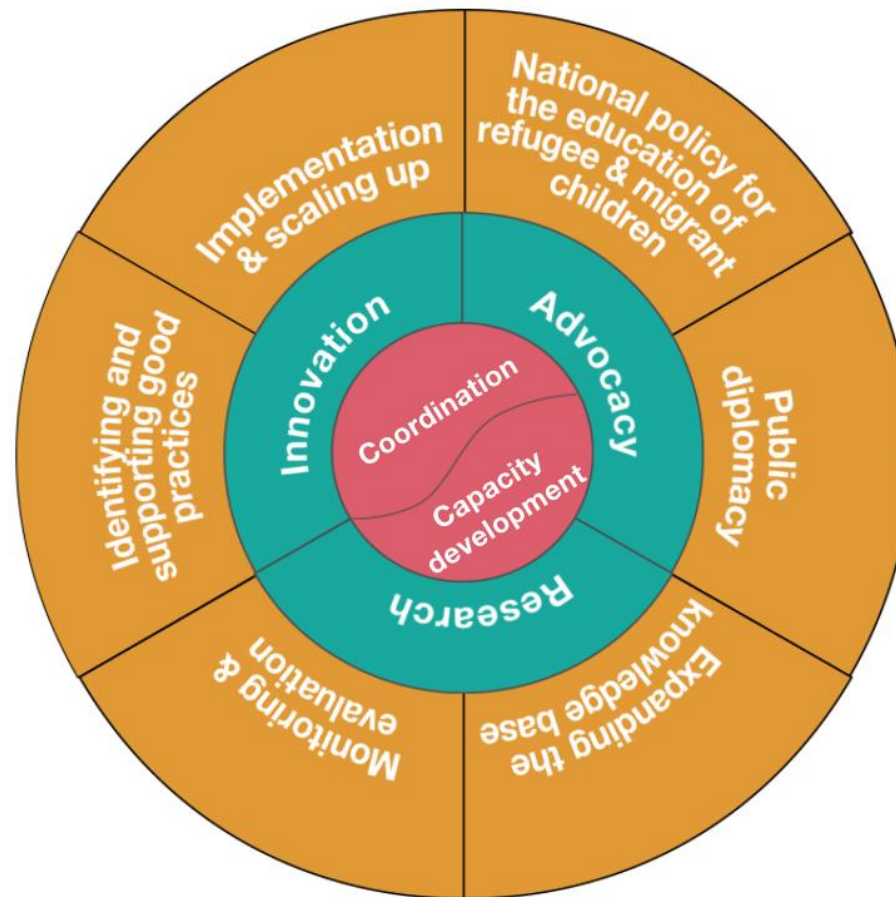 National policy for
the education of
refugee & migrant
children
Public
diplomacy
Expanding the
knowledge base
Monitoring &
evaluation
Identifying and
supporting good
practices
Implementation
& scaling up
Advocacy
Research
Innovation
Coordination
Capacity
development